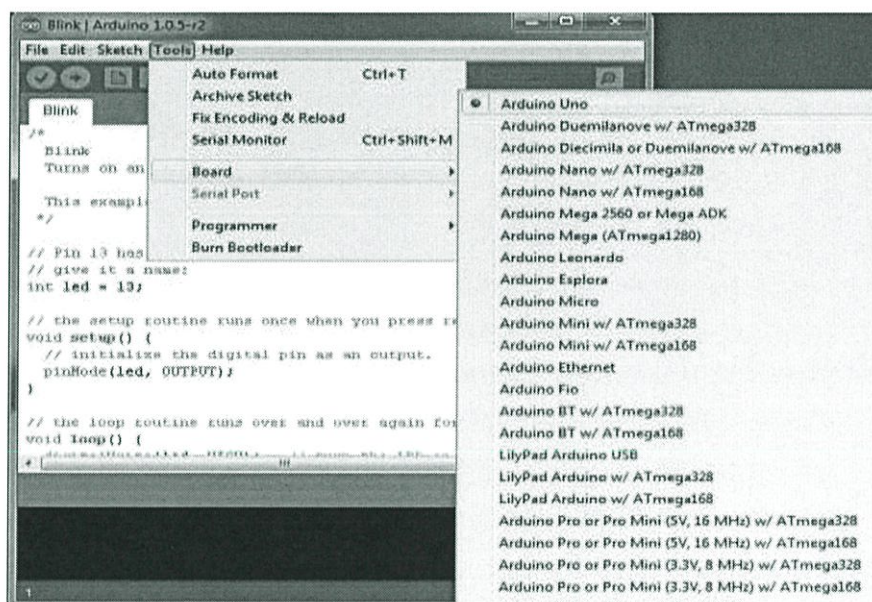 Blink | Arduino 1.0.5-r2
File Edit Sketch Tools Help
Auto Format Ctrl+T
Archive Sketch
Fix Encoding & Reload
Serial Monitor Ctrl+Shift+M
Board
Serial Port
Programmer
Burn Bootloader
Blink
/*
Blink
Turns on an
This exampl
*/
// Pin 13 has
// give it a name:
int led = 13;
// the setup routine runs once when you press re
void setup() {
// initialize the digital pin as an output.
pinMode(led, OUTPUT);
}
// the loop routine runs over and over again for
void loop() {
Arduino Uno
Arduino Duemilanove w/ ATmega328
Arduino Diecimila or Duemilanove w/ ATmega168
Arduino Nano w/ ATmega328
Arduino Nano w/ ATmega168
Arduino Mega 2560 or Mega ADK
Arduino Mega (ATmega1280)
Arduino Leonardo
Arduino Esplora
Arduino Micro
Arduino Mini w/ ATmega328
Arduino Mini w/ ATmega168
Arduino Ethernet
Arduino Fio
Arduino BT w/ ATmega328
Arduino BT w/ ATmega168
LilyPad Arduino USB
LilyPad Arduino w/ ATmega328
LilyPad Arduino w/ ATmega168
Arduino Pro or Pro Mini (5V, 16 MHz) w/ ATmega328
Arduino Pro or Pro Mini (5V, 16 MHz) w/ ATmega168
Arduino Pro or Pro Mini (3.3V, 8 MHz) w/ ATmega328
Arduino Pro or Pro Mini (3.3V, 8 MHz) w/ ATmega168
1